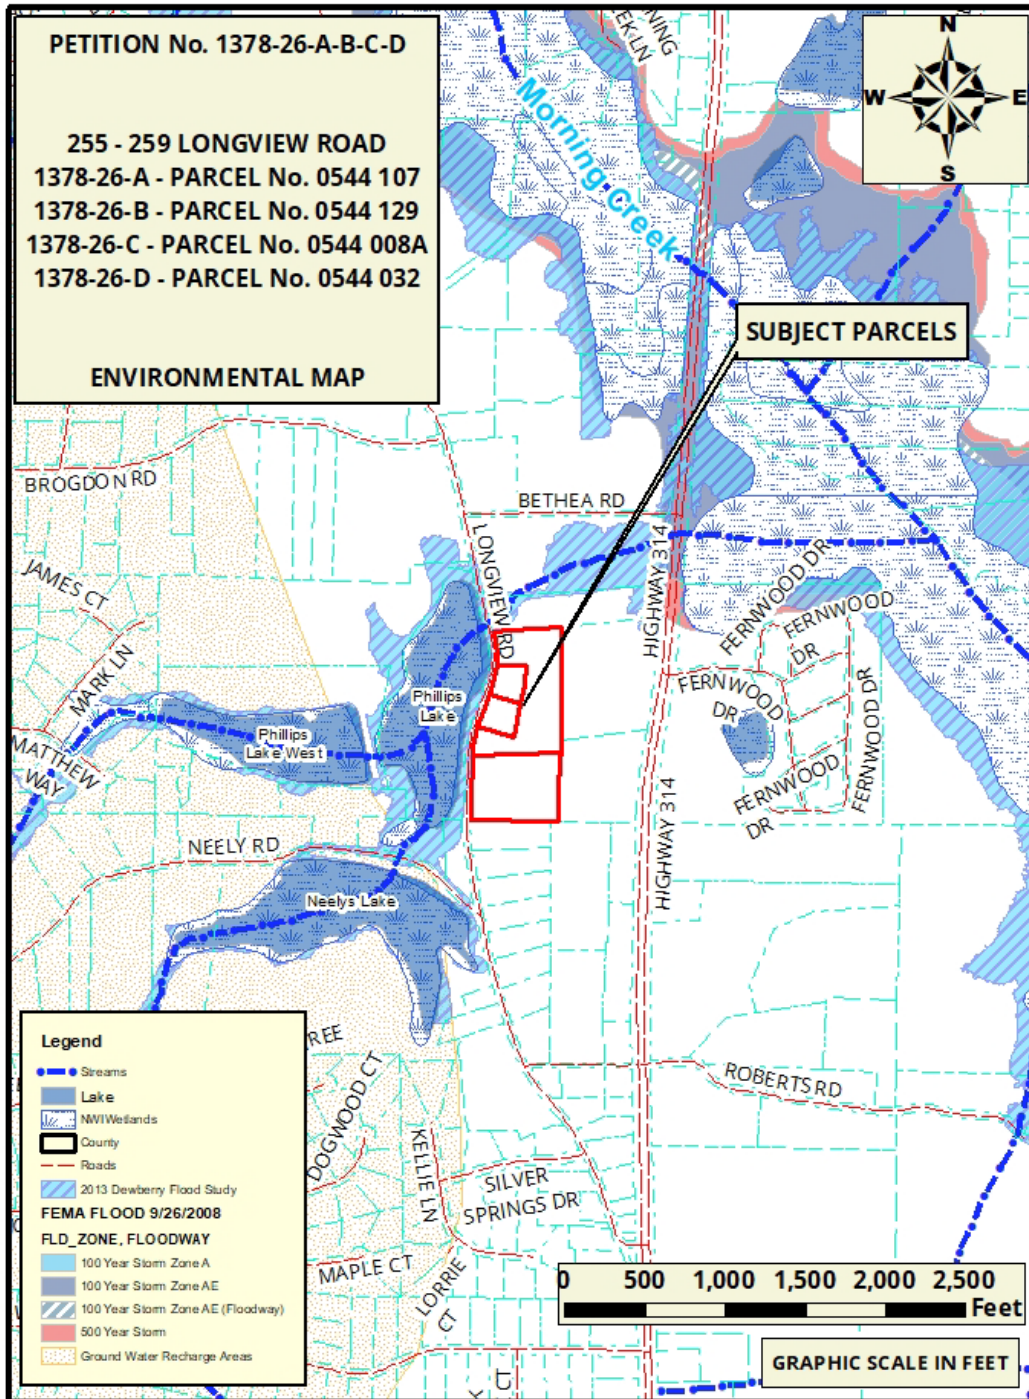 PETITION No. 1378-26-A-B-C-D
255 - 259 LONGVIEW ROAD
1378-26-A - PARCEL No. 0544 107
1378-26-B - PARCEL No. 0544 129
1378-26-C - PARCEL No. 0544 008A
1378-26-D - PARCEL No. 0544 032
ENVIRONMENTAL MAP
N
W
E
S
Morning Creek
SUBJECT PARCELS
BROGDON RD
BETHEA RD
LONGVIEW RD
HIGHWAY 314
FERNWOOD DR
FERNWOOD
DR
JAMES CT
MARK LN
MATTHEW
WAY
Phillips
Lake
Phillips
Lake West
FERNWOOD
DR
FERNWOOD DR
FERNWOOD
DR
HIGHWAY 314
NEELY RD
Neelys Lake
ROBERTS RD
DOGWOOD CT
KELLIE LN
SILVER
SPRINGS DR
MAPLE CT
LORRIE
CT
CT
Legend
Streams
Lake
NWI Wetlands
County
Roads
2013 Dewberry Flood Study
FEMA FLOOD 9/26/2008
FLD_ZONE, FLOODWAY
100 Year Storm Zone A
100 Year Storm Zone AE
100 Year Storm Zone AE (Floodway)
500 Year Storm
Ground Water Recharge Areas
0 500 1,000 1,500 2,000 2,500
Feet
GRAPHIC SCALE IN FEET